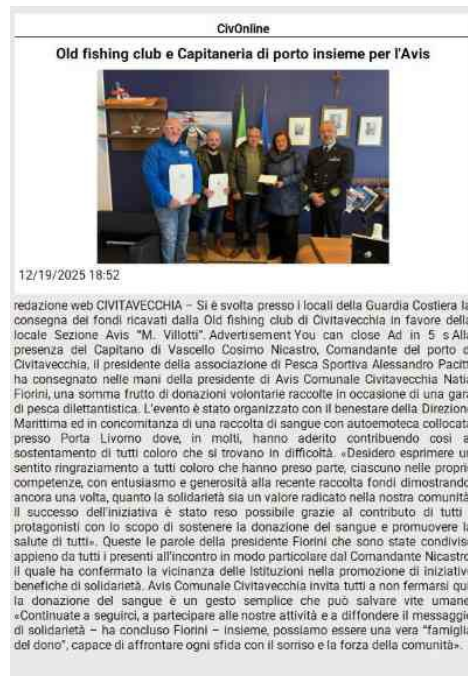 CivOnline
Old fishing club e Capitaneria di porto insieme per l'Avis
12/19/2025 18:52
redazione web CIVITAVECCHIA – Si è svolta presso i locali della Guardia Costiera la
consegna dei fondi ricavati dalla Old fishing club di Civitavecchia in favore della
locale Sezione Avis "M. Villotti". Advertisement You can close Ad in 5 s Alla
presenza del Capitano di Vascello Cosimo Nicastro, Comandante del porto
Civitavecchia, il presidente della associazione di Pesca Sportiva Alessandro Pacitt
ha consegnato nelle mani della presidente di Avis Comunale Civitavecchia Natia
Fiorini, una somma frutto di donazioni volontarie raccolte in occasione di una gara
di pesca dilettantistica. L'evento è stato organizzato con il benestare della Direzion
Marittima ed in concomitanza di una raccolta di sangue con autoemoteca collocata
presso Porta Livorno dove, in molti, hanno aderito contribuendo così a
sostentamento di tutti coloro che si trovano in difficoltà. «Desidero esprimere un
sentito ringraziamento a tutti coloro che hanno preso parte, ciascuno nelle proprie
competenze, con entusiasmo e generosità alla recente raccolta fondi dimostrando
ancora una volta, quanto la solidarietà sia un valore radicato nella nostra comunità
Il successo dell'iniziativa è stato reso possibile grazie al contributo di tutti
protagonisti con lo scopo di sostenere la donazione del sangue e promuovere la
salute di tutti». Queste le parole della presidente Fiorini che sono state condivise
appieno da tutti i presenti all'incontro in modo particolare dal Comandante Nicastro
il quale ha confermato la vicinanza delle Istituzioni nella promozione di iniziative
benefiche di solidarietà. Avis Comunale Civitavecchia invita tutti a non fermarsi qui
la donazione del sangue è un gesto semplice che può salvare vite umane
«Continuate a seguirci, a partecipare alle nostre attività e a diffondere il messaggio
di solidarietà – ha concluso Fiorini – insieme, possiamo essere una vera "famiglia
del dono", capace di affrontare ogni sfida con il sorriso e la forza della comunità».